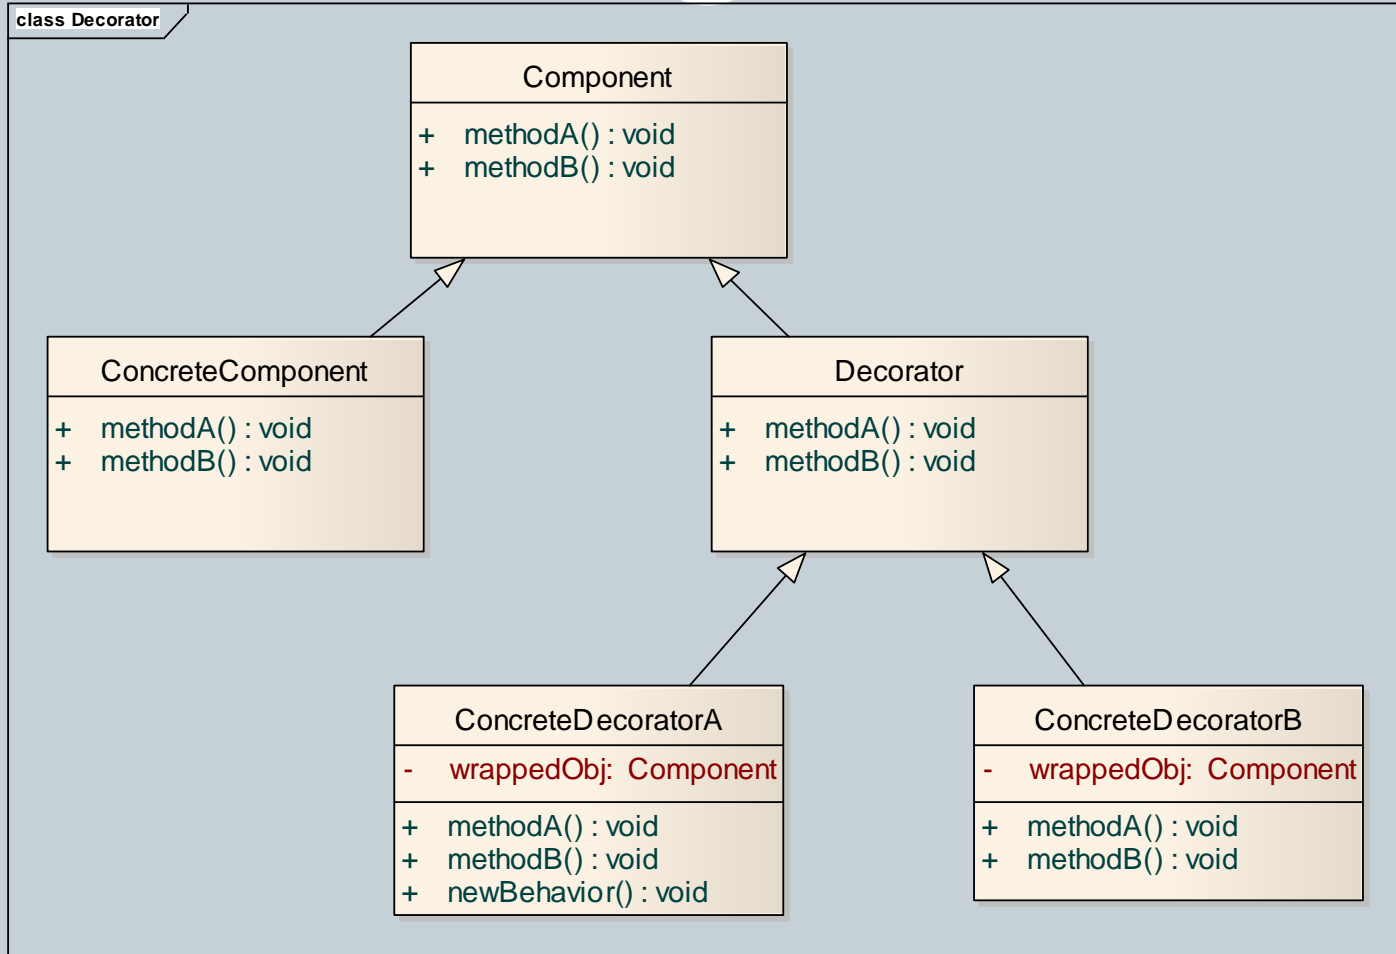 class Decorator
Component
+ methodA() : void
+ methodB() : void
ConcreteComponent
+ methodA() : void
+ methodB() : void
Decorator
+ methodA() : void
+ methodB() : void
ConcreteDecoratorA
- wrappedObj: Component
+ methodA() : void
+ methodB() : void
+ newBehavior() : void
ConcreteDecoratorB
- wrappedObj: Component
+ methodA() : void
+ methodB() : void